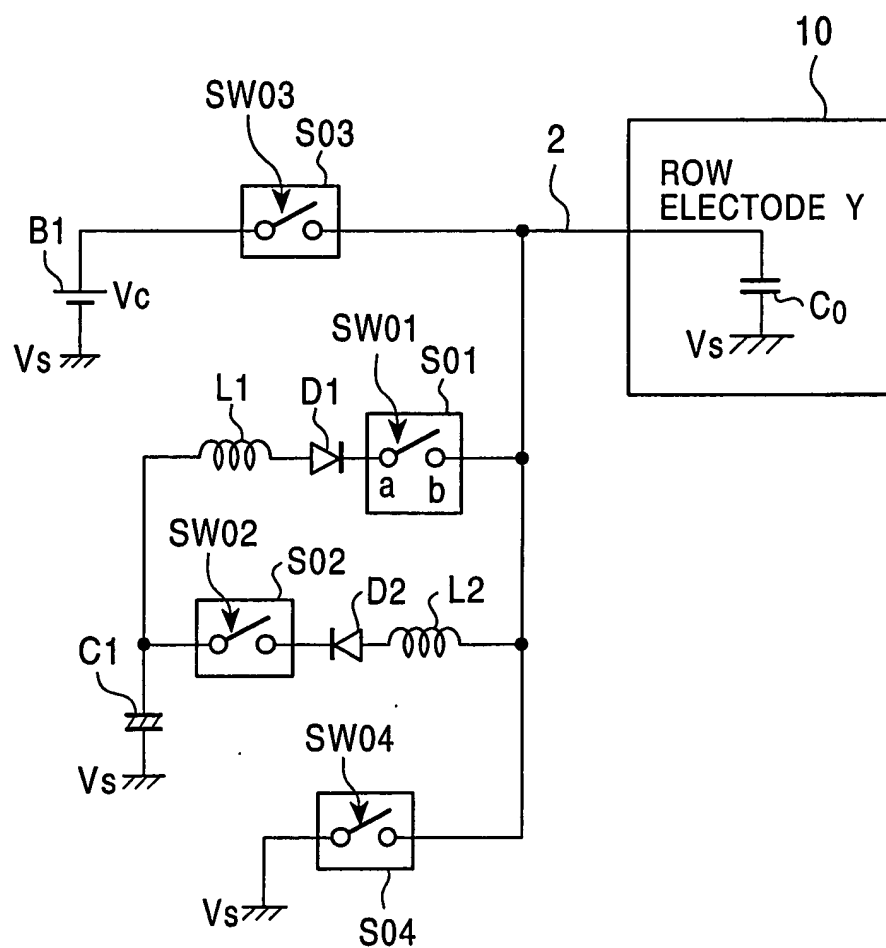 10
SW03
S03
2
ROW
ELECTODE Y
B1
Vc
C0
Vs
Vs
SW01
S01
L1
D1
a
b
SW02
S02
D2
L2
C1
Vs
SW04
Vs
S04